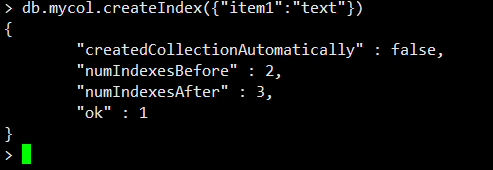 > db.mycol.createIndex({"item1":"text"})
{
        "createdCollectionAutomatically" : false,
        "numIndexesBefore" : 2,
        "numIndexesAfter" : 3,
        "ok" : 1
}
>